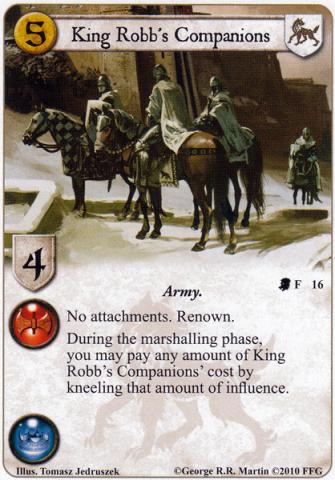 5
King Robb's Companions
4
Army.
F 16
No attachments. Renown.
During the marshalling phase,
you may pay any amount of King
Robb's Companions' cost by
kneeling that amount of influence.
Illus. Tomasz Jedruszek
©George R.R. Martin ©2010 FFG